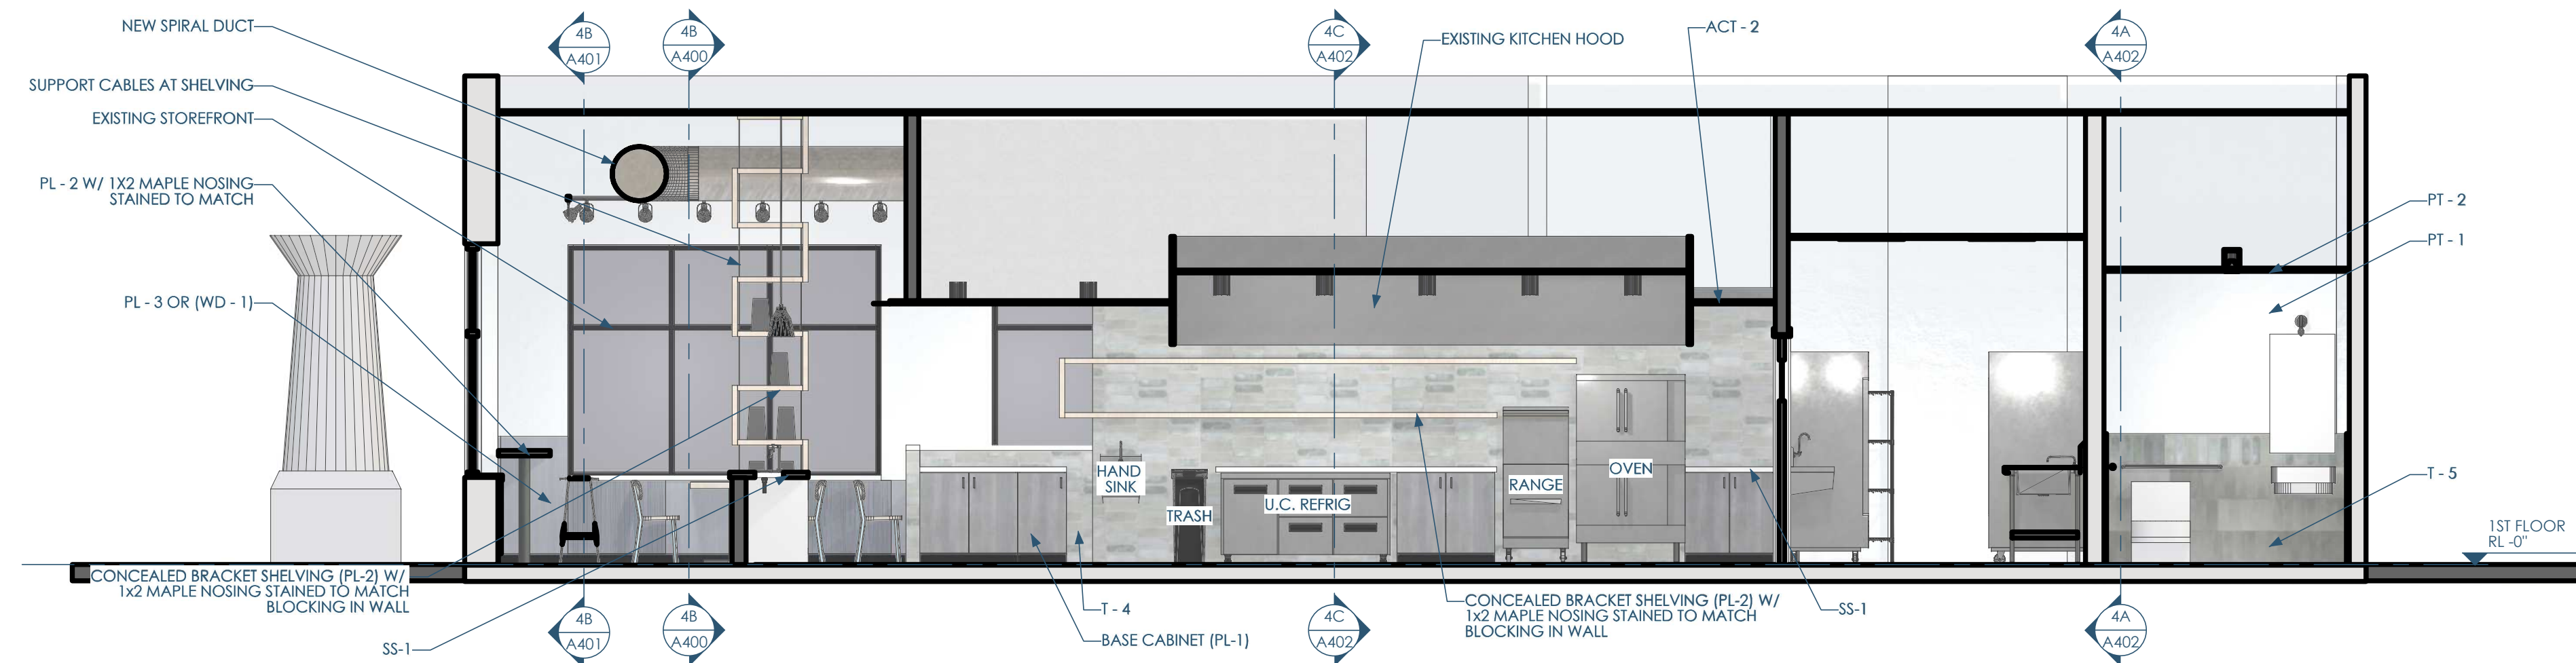 NEW SPIRAL DUCT
SUPPORT CABLES AT SHELVING
EXISTING STOREFRONT
PL - 2 W/ 1X2 MAPLE NOSING
STAINED TO MATCH
PL - 3 OR (WD - 1)
4B
A401
4B
A400
4C
A402
EXISTING KITCHEN HOOD
ACT - 2
4A
A402
PT - 2
PT - 1
T - 5
1ST FLOOR
RL -0"
HAND
SINK
TRASH
U.C. REFRIG
RANGE
OVEN
CONCEALED BRACKET SHELVING (PL-2) W/
1x2 MAPLE NOSING STAINED TO MATCH
BLOCKING IN WALL
SS-1
4B
A401
4B
A400
T - 4
BASE CABINET (PL-1)
4C
A402
CONCEALED BRACKET SHELVING (PL-2) W/
1x2 MAPLE NOSING STAINED TO MATCH
BLOCKING IN WALL
SS-1
4A
A402